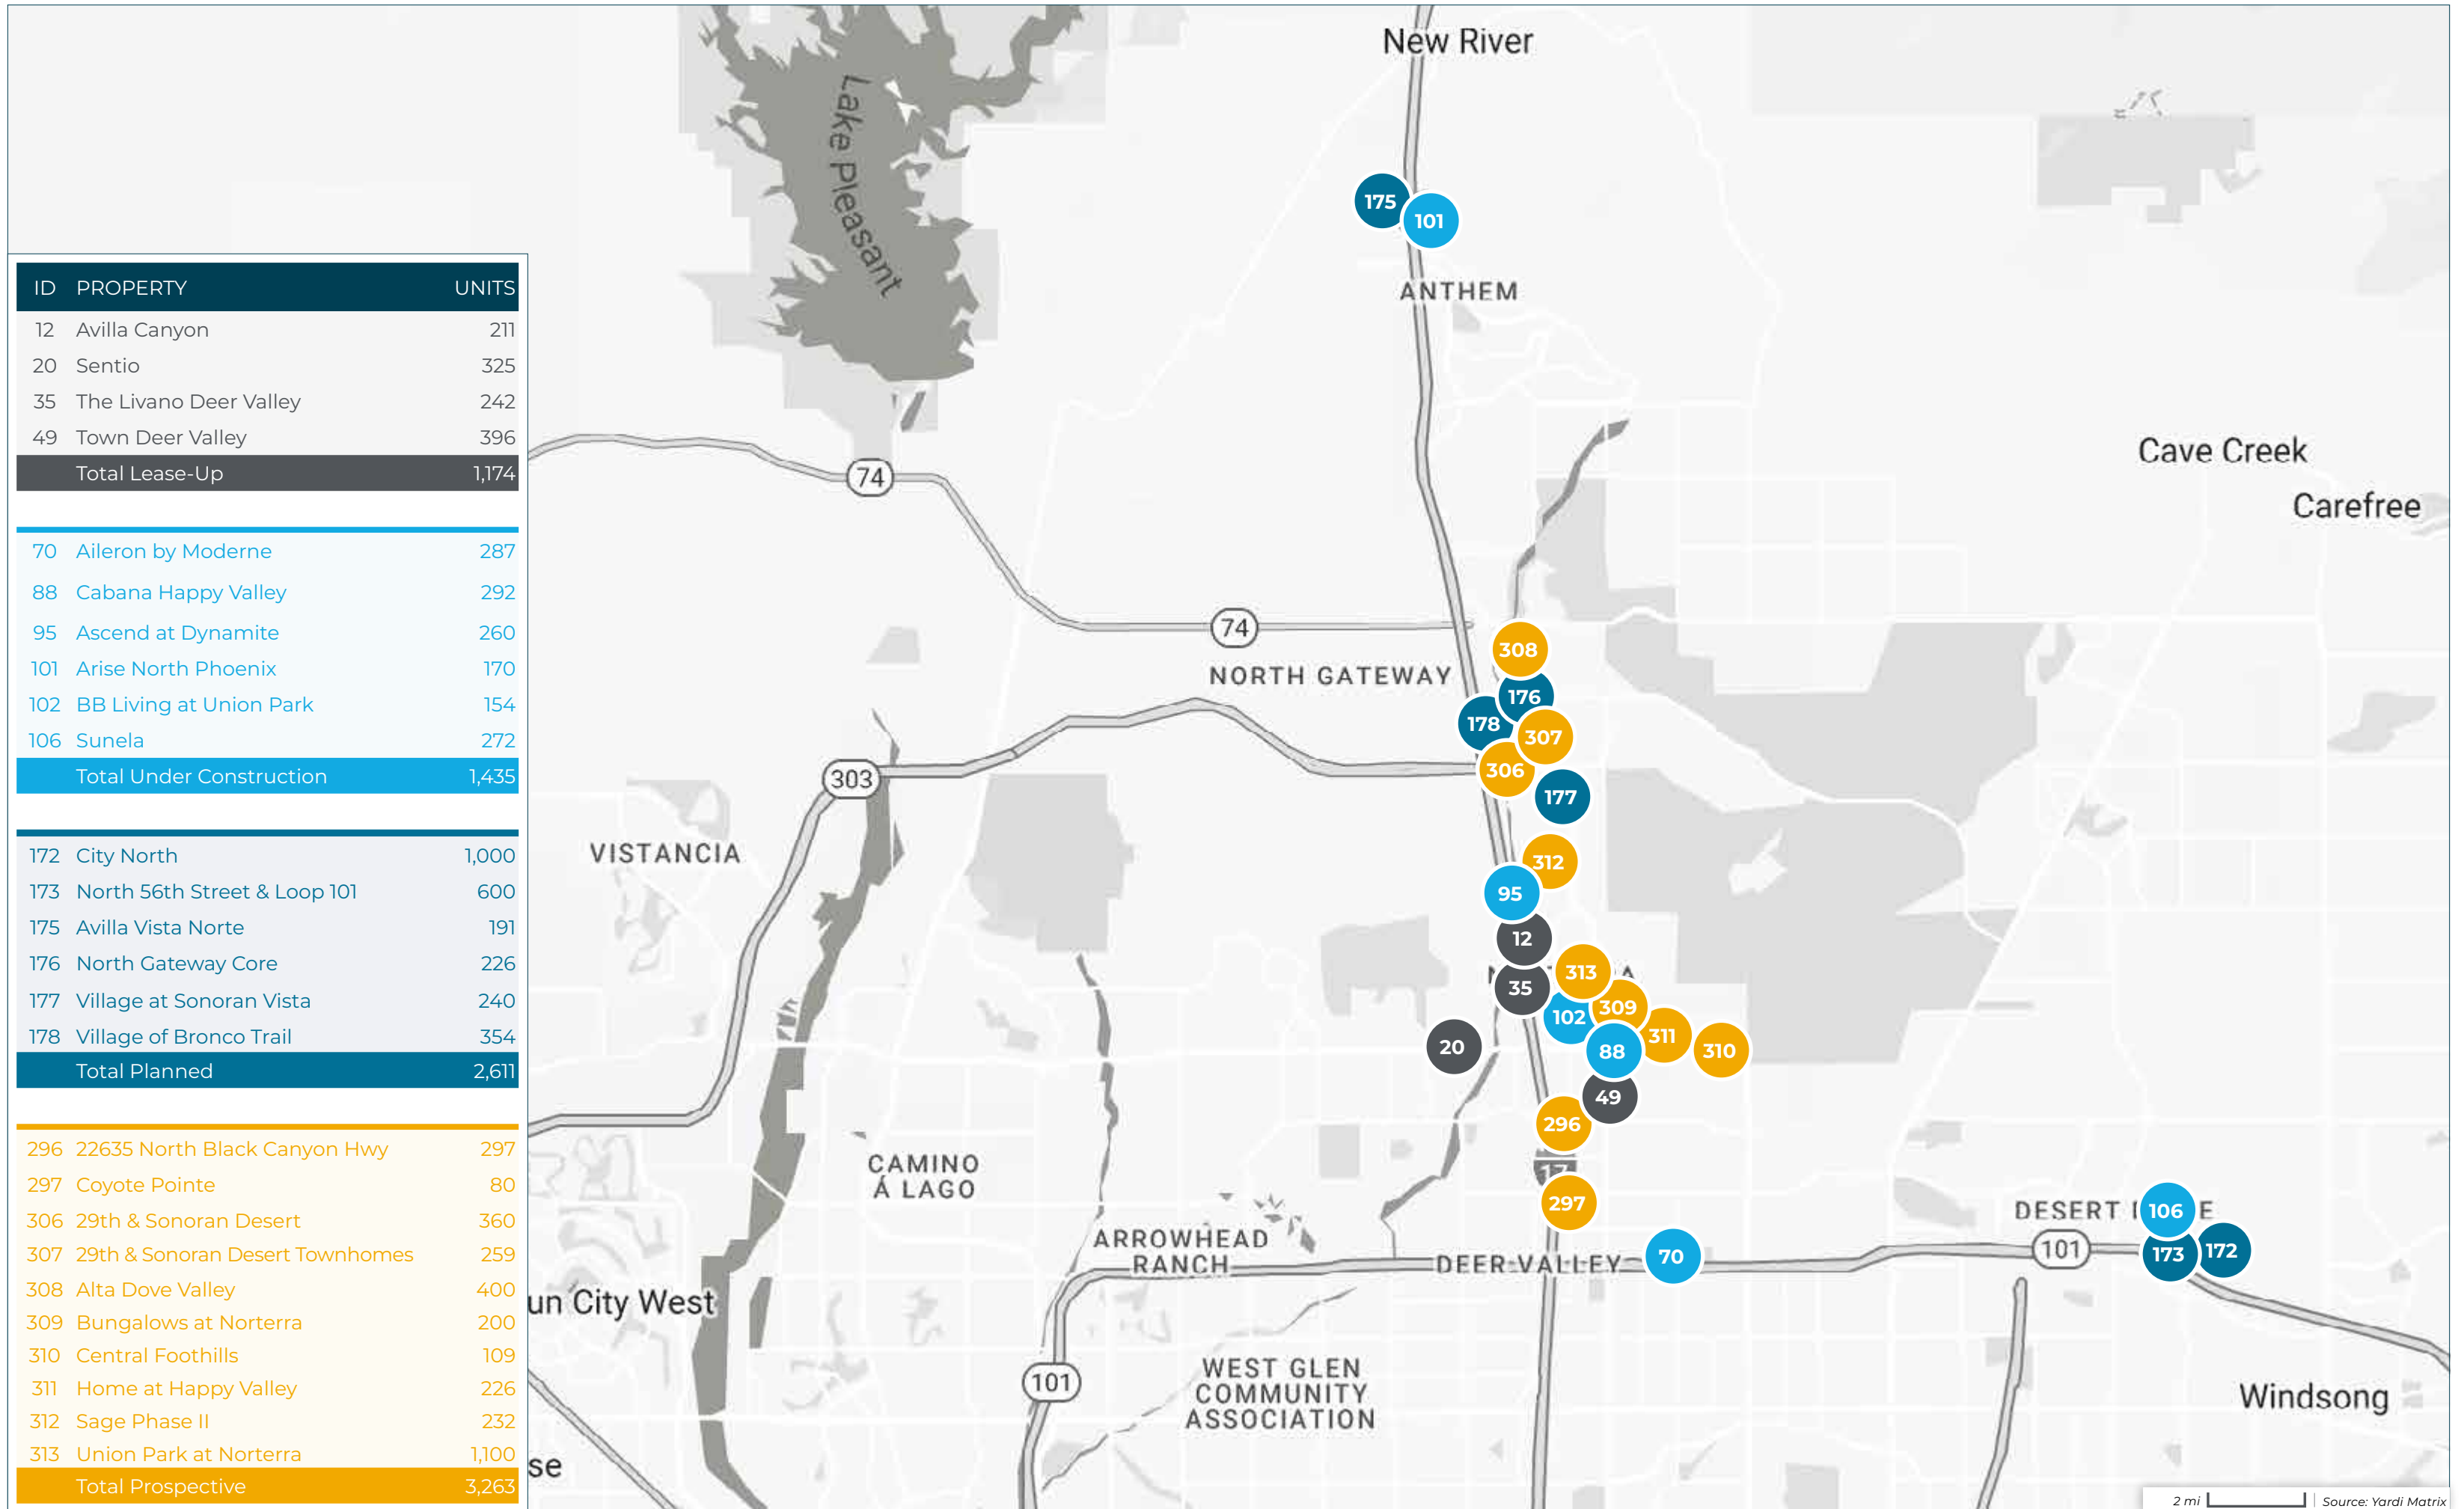 New River
Lake Pleasant
175
101
ANTHEM
ID PROPERTY UNITS
12 Avilla Canyon 211
20 Sentio 325
35 The Livano Deer Valley 242
49 Town Deer Valley 396
Total Lease-Up 1,174
70 Aileron by Moderne 287
88 Cabana Happy Valley 292
95 Ascend at Dynamite 260
101 Arise North Phoenix 170
102 BB Living at Union Park 154
106 Sunela 272
Total Under Construction 1,435
172 City North 1,000
173 North 56th Street & Loop 101 600
175 Avilla Vista Norte 191
176 North Gateway Core 226
177 Village at Sonoran Vista 240
178 Village of Bronco Trail 354
Total Planned 2,611
296 22635 North Black Canyon Hwy 297
297 Coyote Pointe 80
306 29th & Sonoran Desert 360
307 29th & Sonoran Desert Townhomes 259
308 Alta Dove Valley 400
309 Bungalows at Norterra 200
310 Central Foothills 109
311 Home at Happy Valley 226
312 Sage Phase II 232
313 Union Park at Norterra 1,100
Total Prospective 3,263
Cave Creek
Carefree
74
74
308
NORTH GATEWAY
176
178
307
306
303
177
VISTANCIA
312
95
12
313
35
309
102
311
20
88
310
49
296
17
CAMINO
Á LAGO
297
DESERT
E
106
ARROWHEAD
RANCH
DEER VALLEY
70
101
173
172
un City West
101
WEST GLEN
COMMUNITY
ASSOCIATION
Windsong
se
2 mi
Source: Yardi Matrix